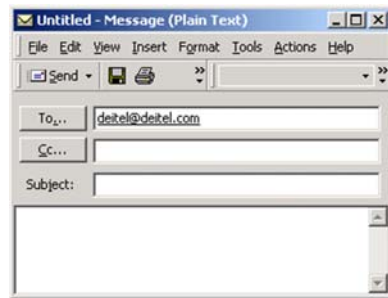 Untitled - Message (Plain Text)
File Edit View Insert Format Tools Actions Help
Send
To... deitel@deitel.com
Cc...
Subject: